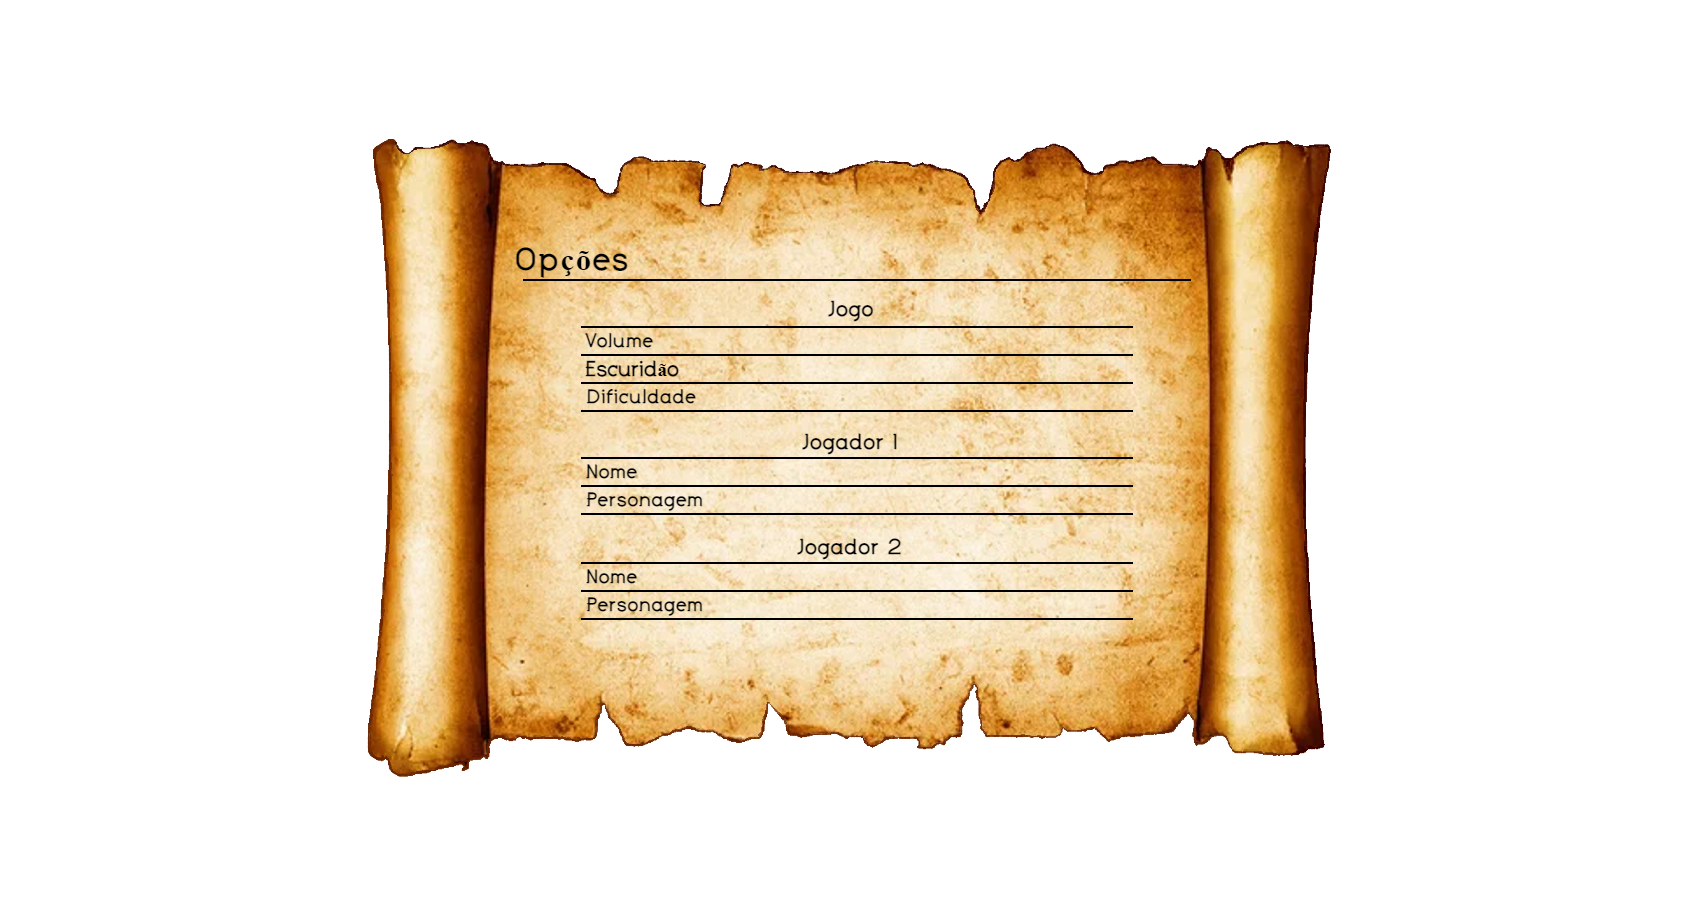 Opções
Jogo
Volume
Escuridão
Dificuldade
Jogador 1
Nome
Personagem
Jogador 2
Nome
Personagem